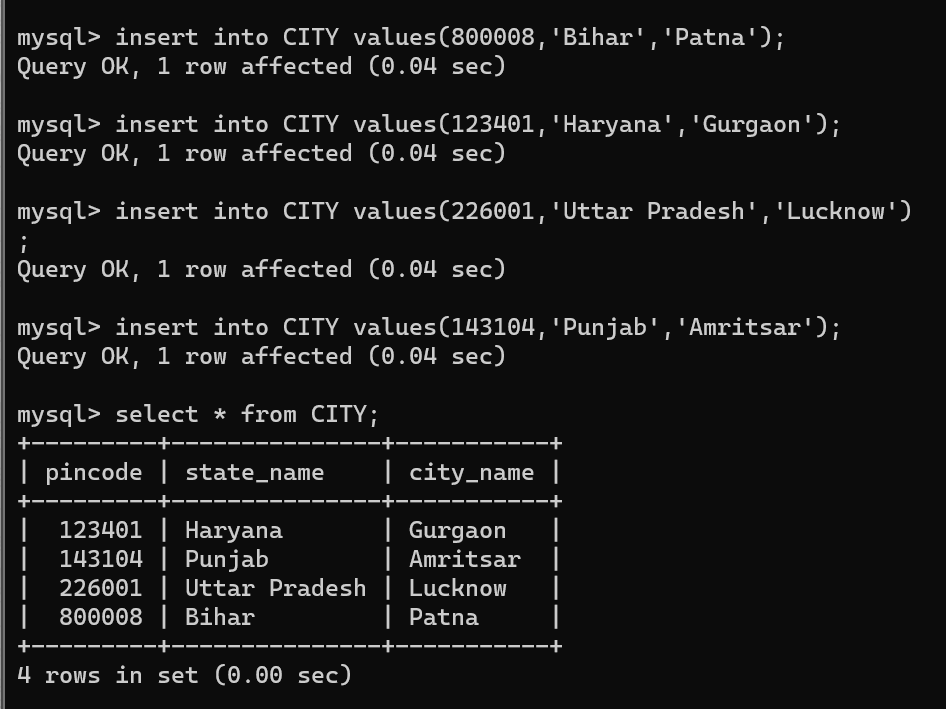 mysql> insert into CITY values(800008,'Bihar','Patna');
Query OK, 1 row affected (0.04 sec)
mysql> insert into CITY values(123401,'Haryana','Gurgaon');
Query OK, 1 row affected (0.04 sec)
mysql> insert into CITY values(226001,'Uttar Pradesh','Lucknow')
;
Query OK, 1 row affected (0.04 sec)
mysql> insert into CITY values(143104,'Punjab','Amritsar');
Query OK, 1 row affected (0.04 sec)
mysql> select * from CITY;
+---------+---------------+-----------+
| pincode | state_name    | city_name |
+---------+---------------+-----------+
|  123401 | Haryana       | Gurgaon   |
|  143104 | Punjab        | Amritsar  |
|  226001 | Uttar Pradesh | Lucknow   |
|  800008 | Bihar         | Patna     |
+---------+---------------+-----------+
4 rows in set (0.00 sec)